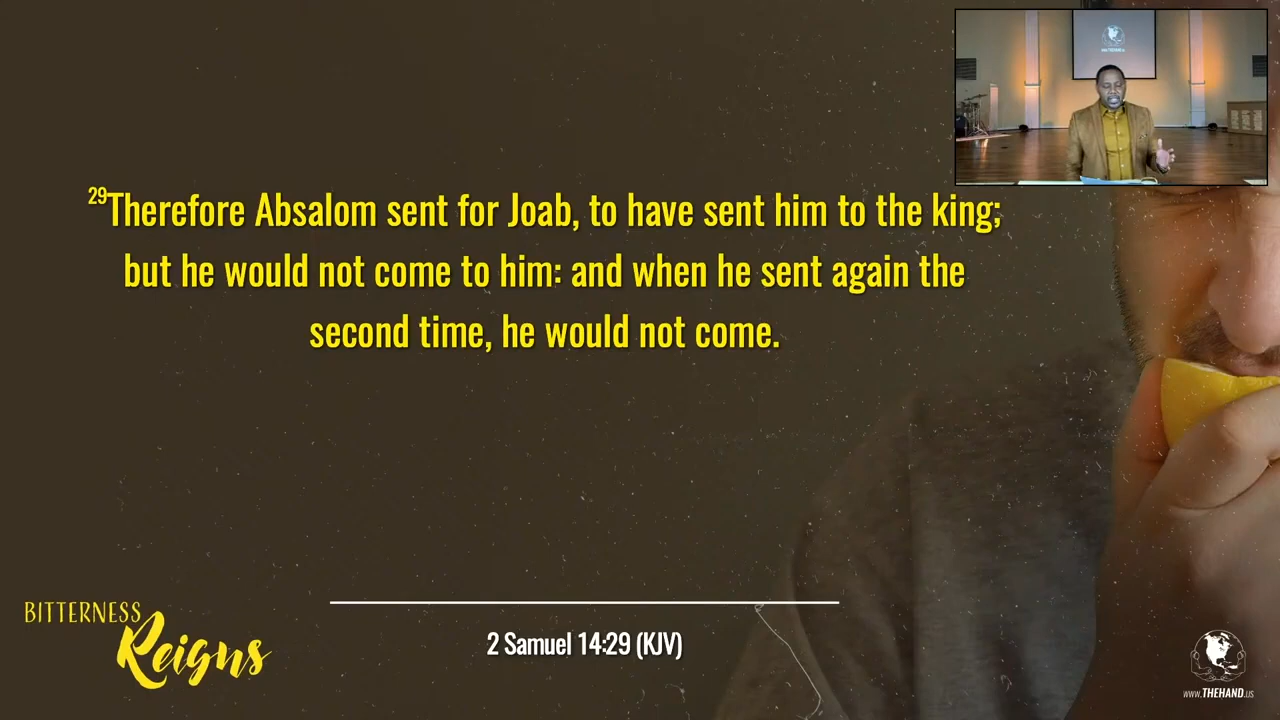 29Therefore Absalom sent for Joab, to have sent him to the king;
but he would not come to him: and when he sent again the
second time, he would not come.
BITTERNESS
Reigns
2 Samuel 14:29 (KJV)
www.THEHAND.us